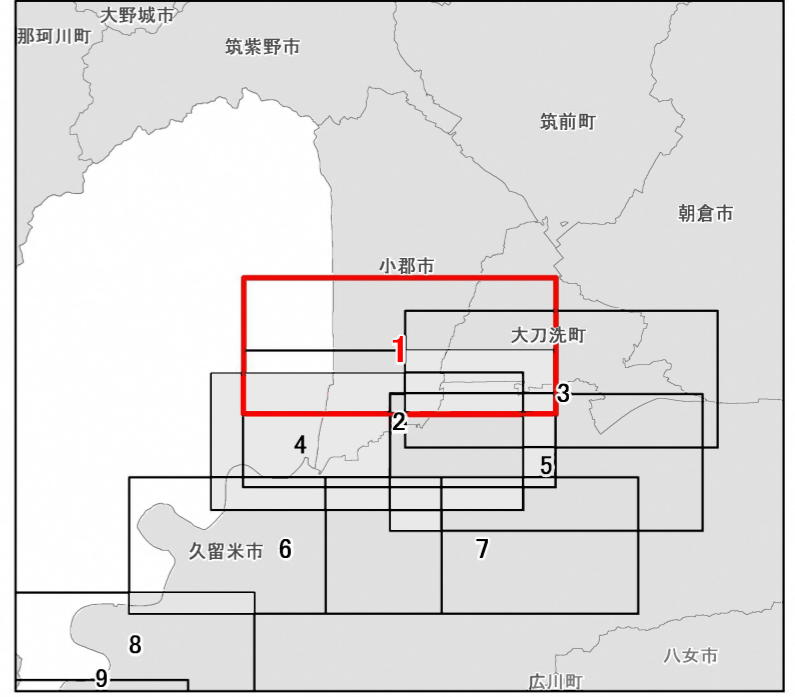 大野城市
那珂川町
筑紫野市
筑前町
朝倉市
小郡市
大刀洗町
1
3
2
4
5
久留米市
6
7
8
八女市
9
広川町